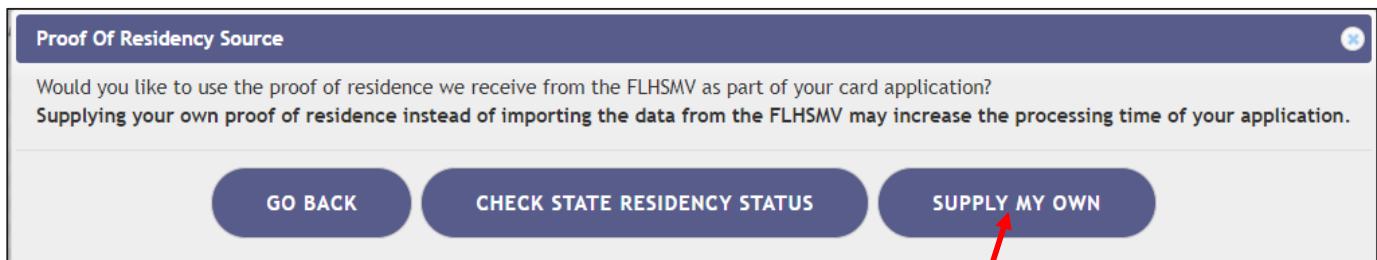 Proof Of Residency Source
Would you like to use the proof of residence we receive from the FLHSMV as part of your card application?
Supplying your own proof of residence instead of importing the data from the FLHSMV may increase the processing time of your application.
GO BACK CHECK STATE RESIDENCY STATUS SUPPLY MY OWN